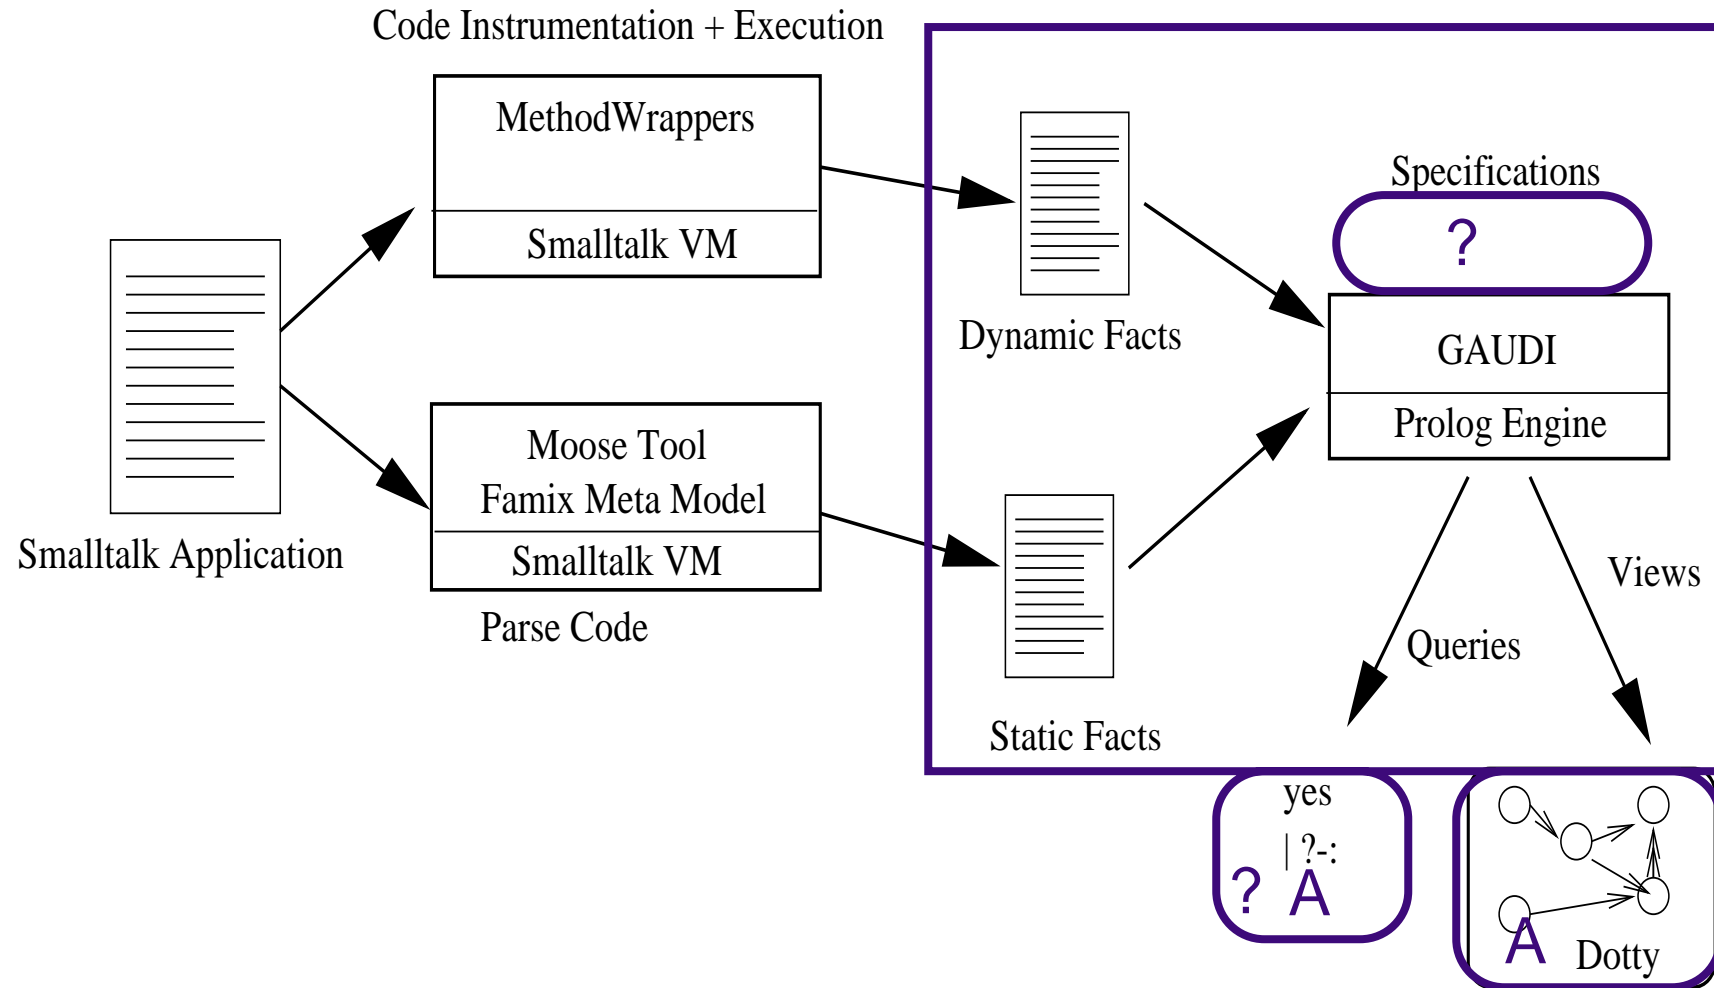 Code Instrumentation + Execution
MethodWrappers
Smalltalk VM
Smalltalk Application
Moose Tool
Famix Meta Model
Smalltalk VM
Parse Code
Dynamic Facts
Static Facts
Specifications
?
GAUDI
Prolog Engine
Queries
Views
yes
| ?-:
? A
A
Dotty